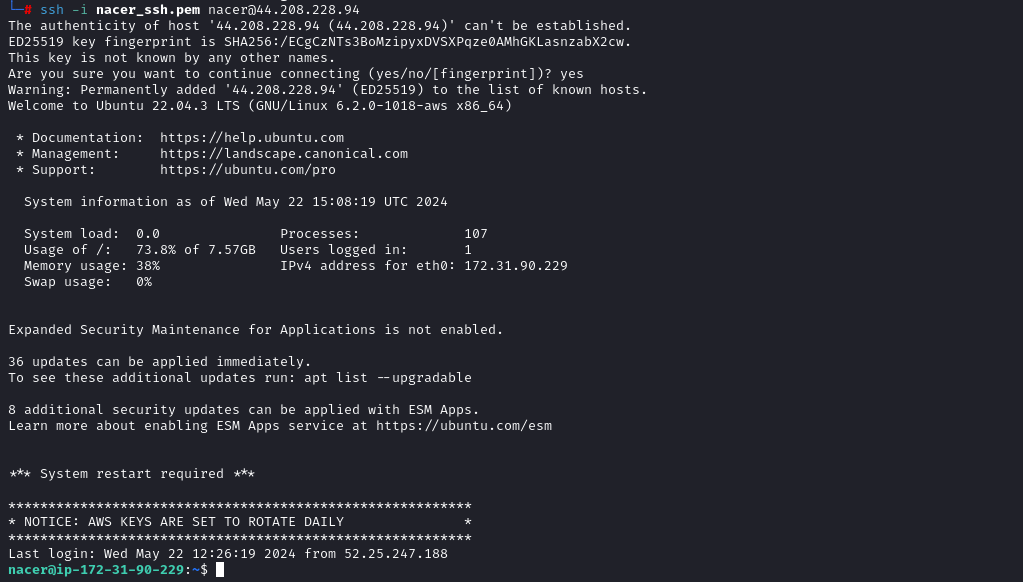 └─# ssh -i nacer_ssh.pem nacer@44.208.228.94
The authenticity of host '44.208.228.94 (44.208.228.94)' can't be established.
ED25519 key fingerprint is SHA256:/ECgCzNTs3BoMzipyxDVSXPqze0AMhGKLasnzabX2cw.
This key is not known by any other names.
Are you sure you want to continue connecting (yes/no/[fingerprint])? yes
Warning: Permanently added '44.208.228.94' (ED25519) to the list of known hosts.
Welcome to Ubuntu 22.04.3 LTS (GNU/Linux 6.2.0-1018-aws x86_64)

 * Documentation:  https://help.ubuntu.com
 * Management:     https://landscape.canonical.com
 * Support:        https://ubuntu.com/pro

  System information as of Wed May 22 15:08:19 UTC 2024

  System load:  0.0               Processes:             107
  Usage of /:   73.8% of 7.57GB   Users logged in:       1
  Memory usage: 38%               IPv4 address for eth0: 172.31.90.229
  Swap usage:   0%

Expanded Security Maintenance for Applications is not enabled.

36 updates can be applied immediately.
To see these additional updates run: apt list --upgradable

8 additional security updates can be applied with ESM Apps.
Learn more about enabling ESM Apps service at https://ubuntu.com/esm

*** System restart required ***

**********************************************************
* NOTICE: AWS KEYS ARE SET TO ROTATE DAILY               *
**********************************************************
Last login: Wed May 22 12:26:19 2024 from 52.25.247.188
nacer@ip-172-31-90-229:~$